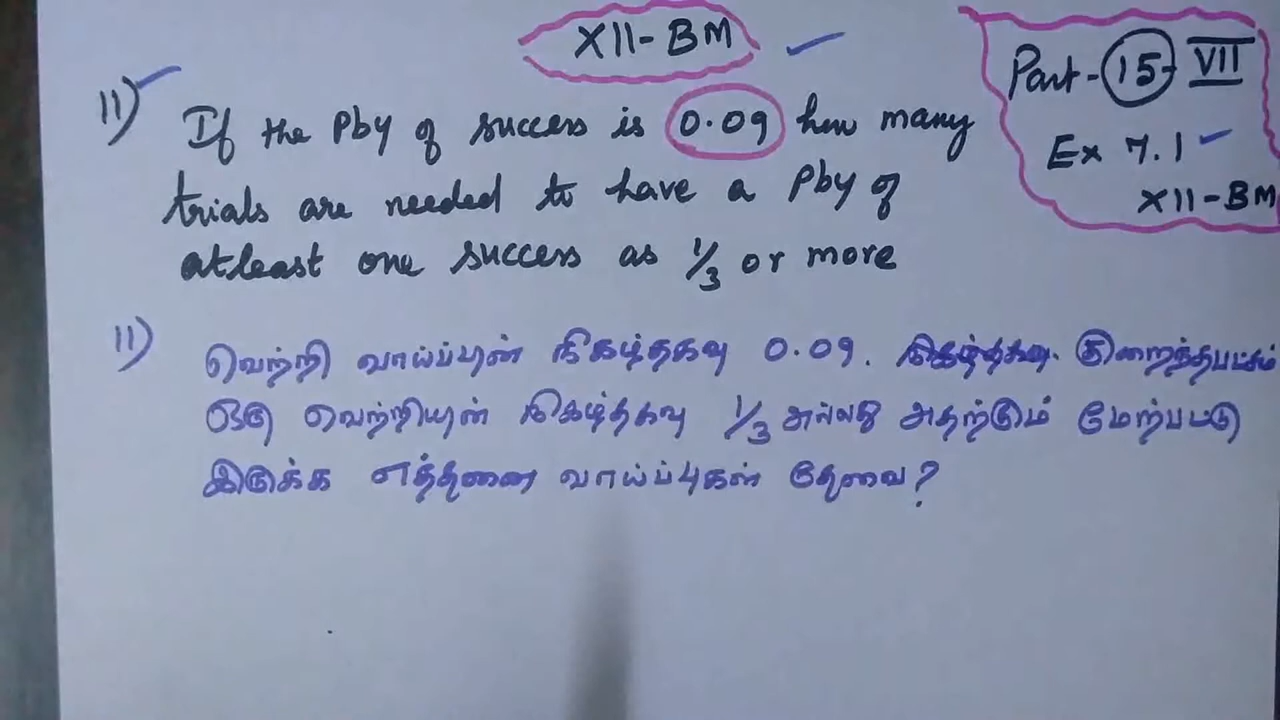 XII-BM
Part-15-VII
Ex 7.1
XII-BM
11) If the Pby of success is 0.09 how many
trials are needed to have a Pby of
atleast one success as 1/3 or more
11) வெற்றி வாய்ப்புன் நிகழ்தகவு 0.09. நிகழ்தகவு. குறைந்தபட்சம்
ஒரு வெற்றியுன் நிகழ்தகவு 1/3 அல்லது அதற்கும் மேற்பட்டு
இருக்க எத்தனை வாய்ப்புகள் தேவை?